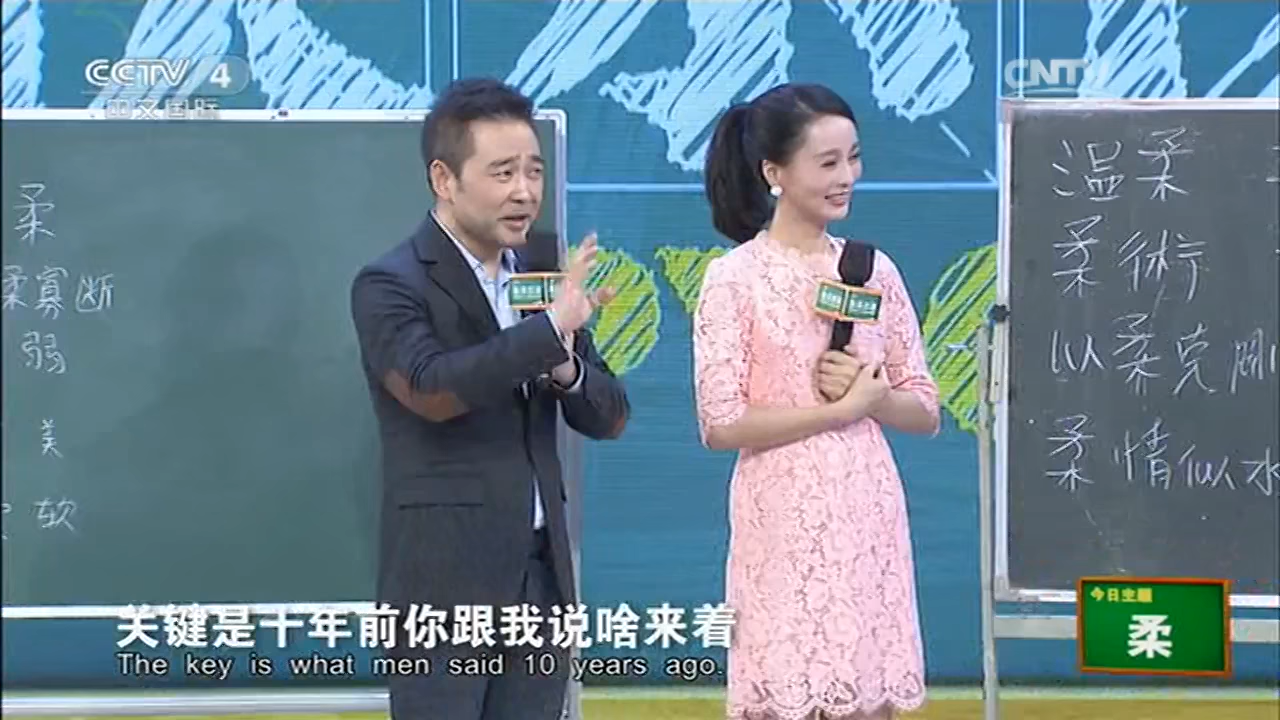 CCTV 4
中文国际
CNTV
柔
柔寡断
弱
美
软
温柔
柔術
以柔克刚
柔情似水
今日主题
柔
关键是十年前你跟我说啥来着
The key is what men said 10 years ago.